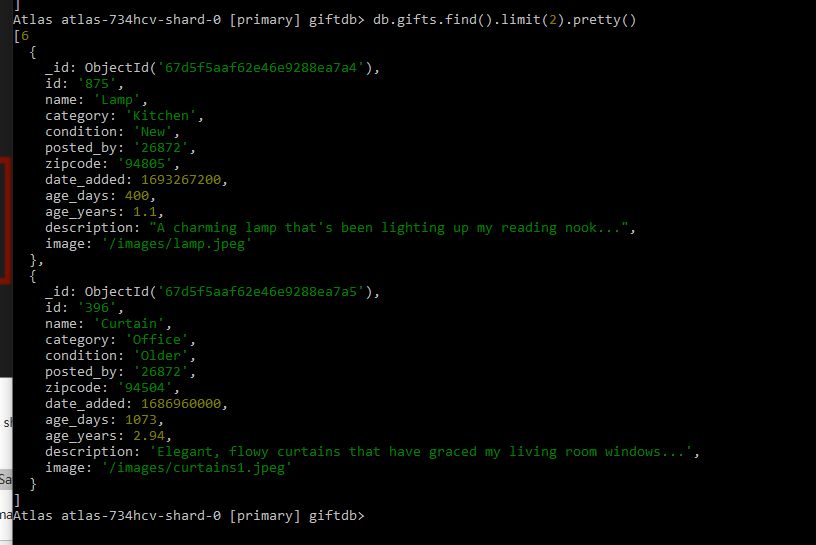 ]
Atlas atlas-734hcv-shard-0 [primary] giftdb> db.gifts.find().limit(2).pretty()
[6
  {
    _id: ObjectId('67d5f5aaf62e46e9288ea7a4'),
    id: '875',
    name: 'Lamp',
    category: 'Kitchen',
    condition: 'New',
    posted_by: '26872',
    zipcode: '94805',
    date_added: 1693267200,
    age_days: 400,
    age_years: 1.1,
    description: "A charming lamp that's been lighting up my reading nook...",
    image: '/images/lamp.jpeg'
  },
  {
    _id: ObjectId('67d5f5aaf62e46e9288ea7a5'),
    id: '396',
    name: 'Curtain',
    category: 'Office',
    condition: 'Older',
    posted_by: '26872',
    zipcode: '94504',
    date_added: 1686960000,
    age_days: 1073,
    age_years: 2.94,
    description: 'Elegant, flowy curtains that have graced my living room windows...',
    image: '/images/curtains1.jpeg'
  }
]
Atlas atlas-734hcv-shard-0 [primary] giftdb>